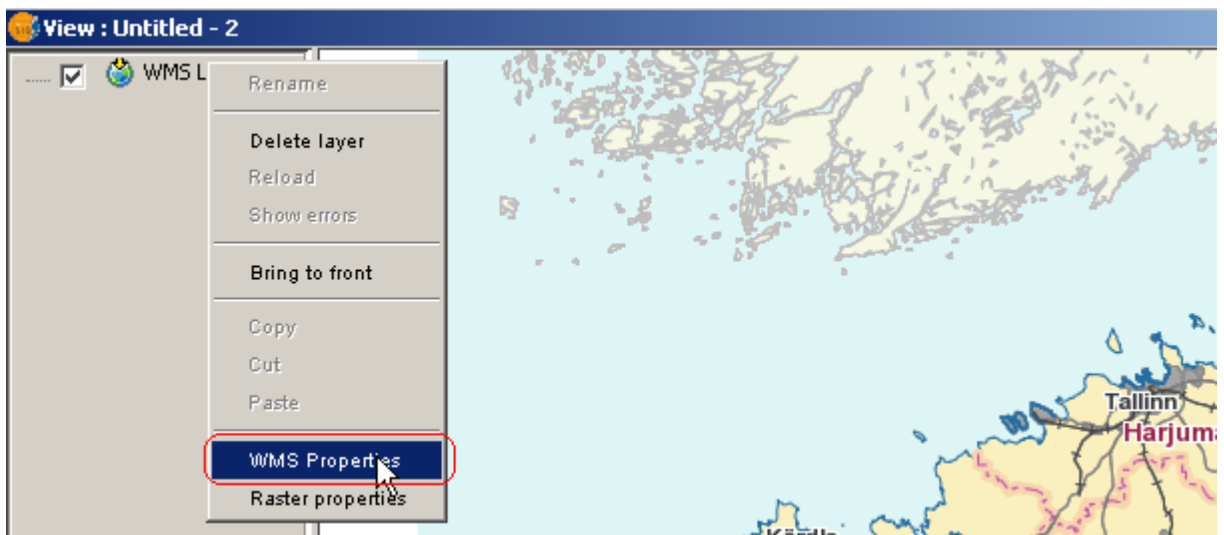 View : Untitled - 2
WMS L
Rename
Delete layer
Reload
Show errors
Bring to front
Copy
Cut
Paste
WMS Properties
Raster properties
Tallinn
Harjuma
Kärdla